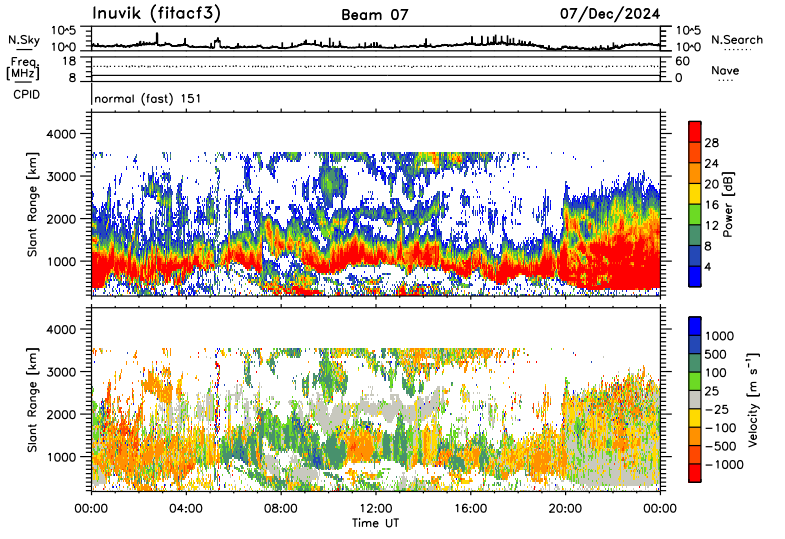 Inuvik (fitacf3) Beam 07 07/Dec/2024
N.Sky 10^5 10^0 10^5 10^0 N.Search
Freq. [MHz] 18 8 60 0 Nave
CPID normal (fast) 151
Slant Range [km] 4000 3000 2000 1000
28 24 20 16 12 8 4 Power [dB]
Slant Range [km] 4000 3000 2000 1000
1000 500 100 25 −25 −100 −500 −1000 Velocity [m s⁻¹]
00:00 04:00 08:00 12:00 16:00 20:00 00:00
Time UT